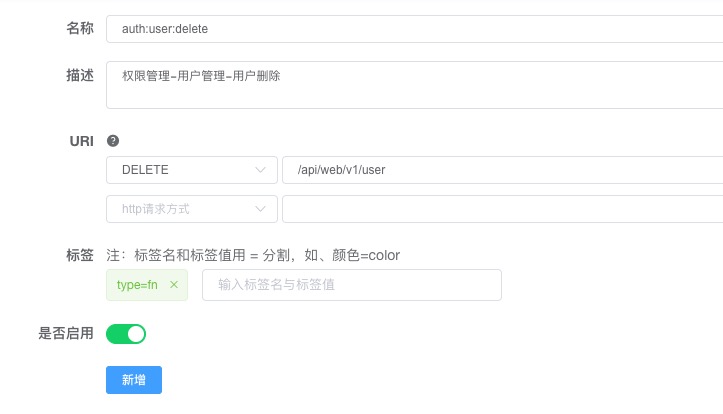 名称 auth:user:delete
描述 权限管理-用户管理-用户删除
URI ?
DELETE /api/web/v1/user
http请求方式
标签 注：标签名和标签值用 = 分割，如、颜色=color
type=fn × 输入标签名与标签值
是否启用
新增